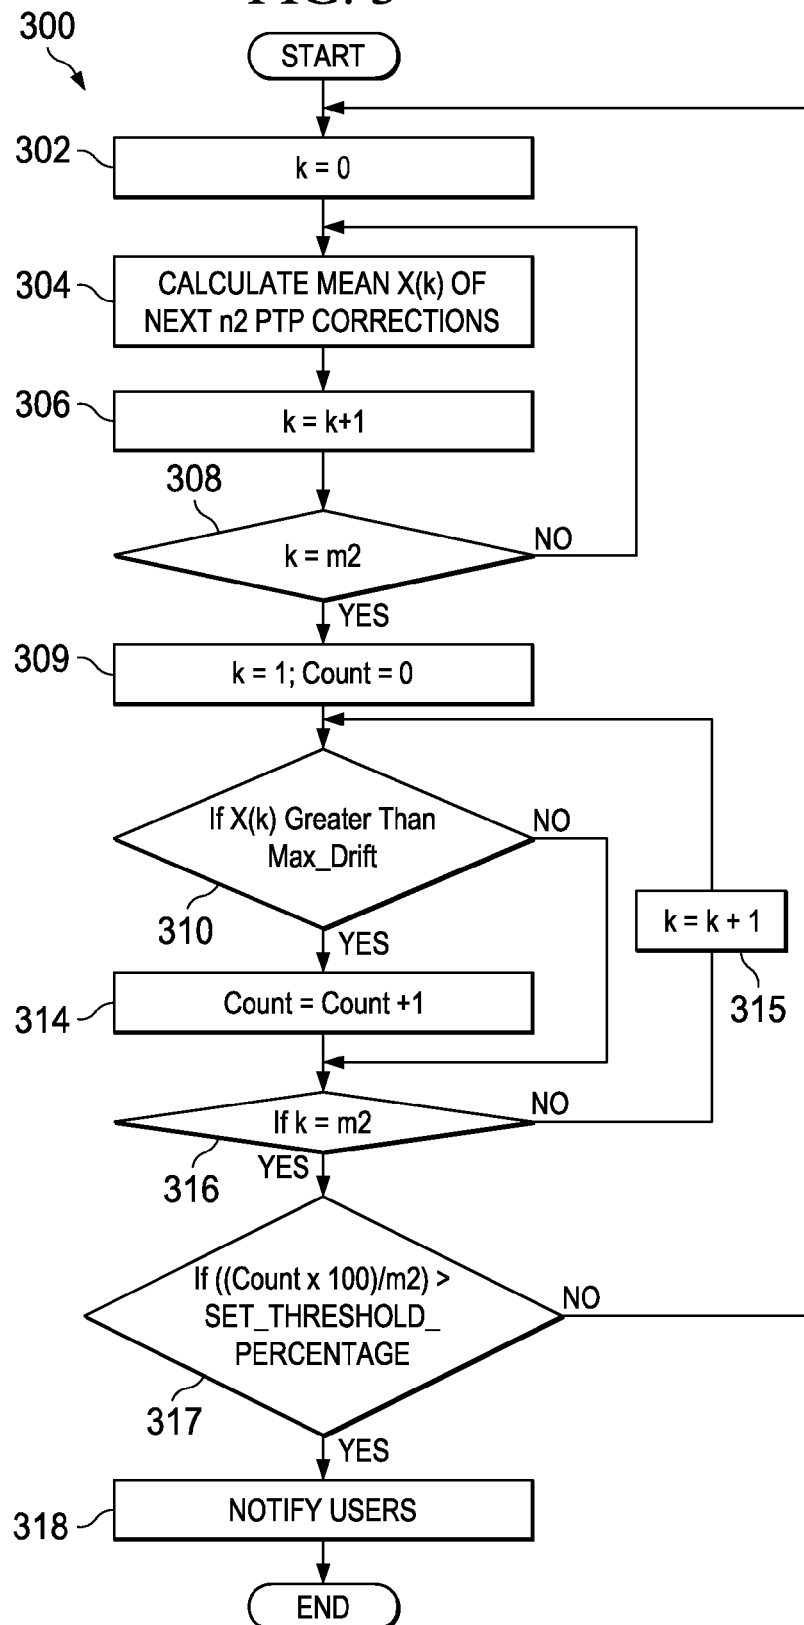 300
START
302
k = 0
304
CALCULATE MEAN X(k) OF
NEXT n2 PTP CORRECTIONS
306
k = k+1
308
k = m2
NO
YES
309
k = 1; Count = 0
If X(k) Greater Than
Max_Drift
NO
310
YES
k = k + 1
315
314
Count = Count +1
If k = m2
NO
316
YES
If ((Count x 100)/m2) >
SET_THRESHOLD_
PERCENTAGE
NO
317
YES
318
NOTIFY USERS
END